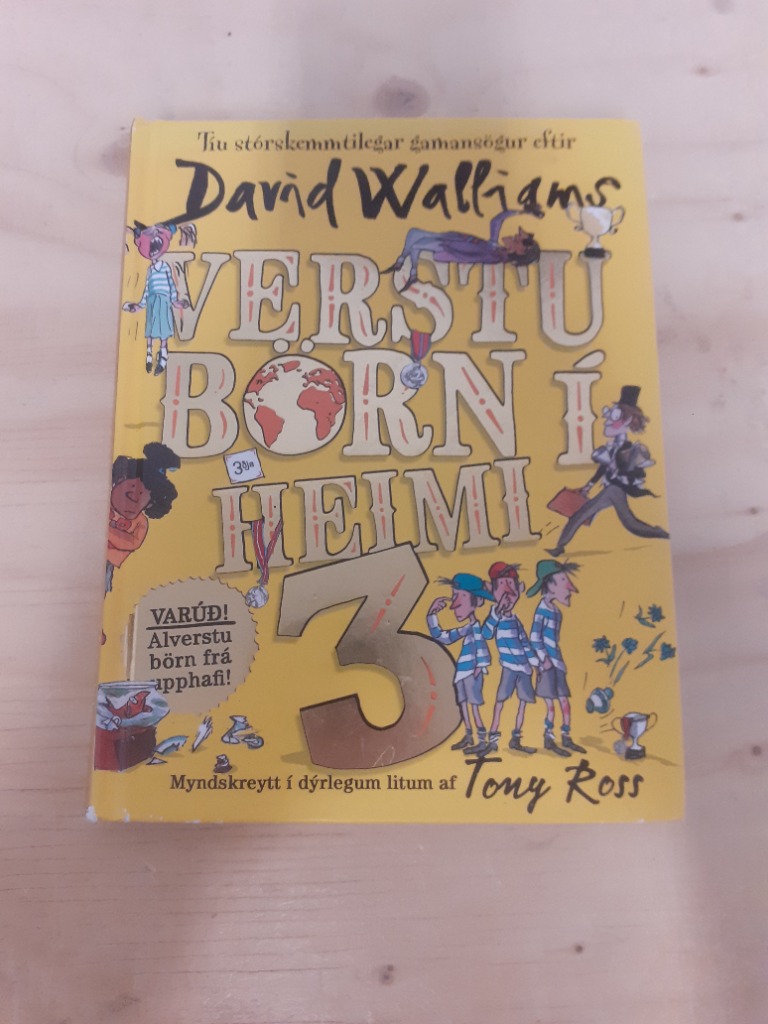 Tíu stórskemmtilegar gamansögur eftir
David Walliams
VERSTU
BÖRN Í
HEIMI
3
VARÚÐ!
Alverstu
börn frá
upphafi!
Myndskreytt í dýrlegum litum af Tony Ross